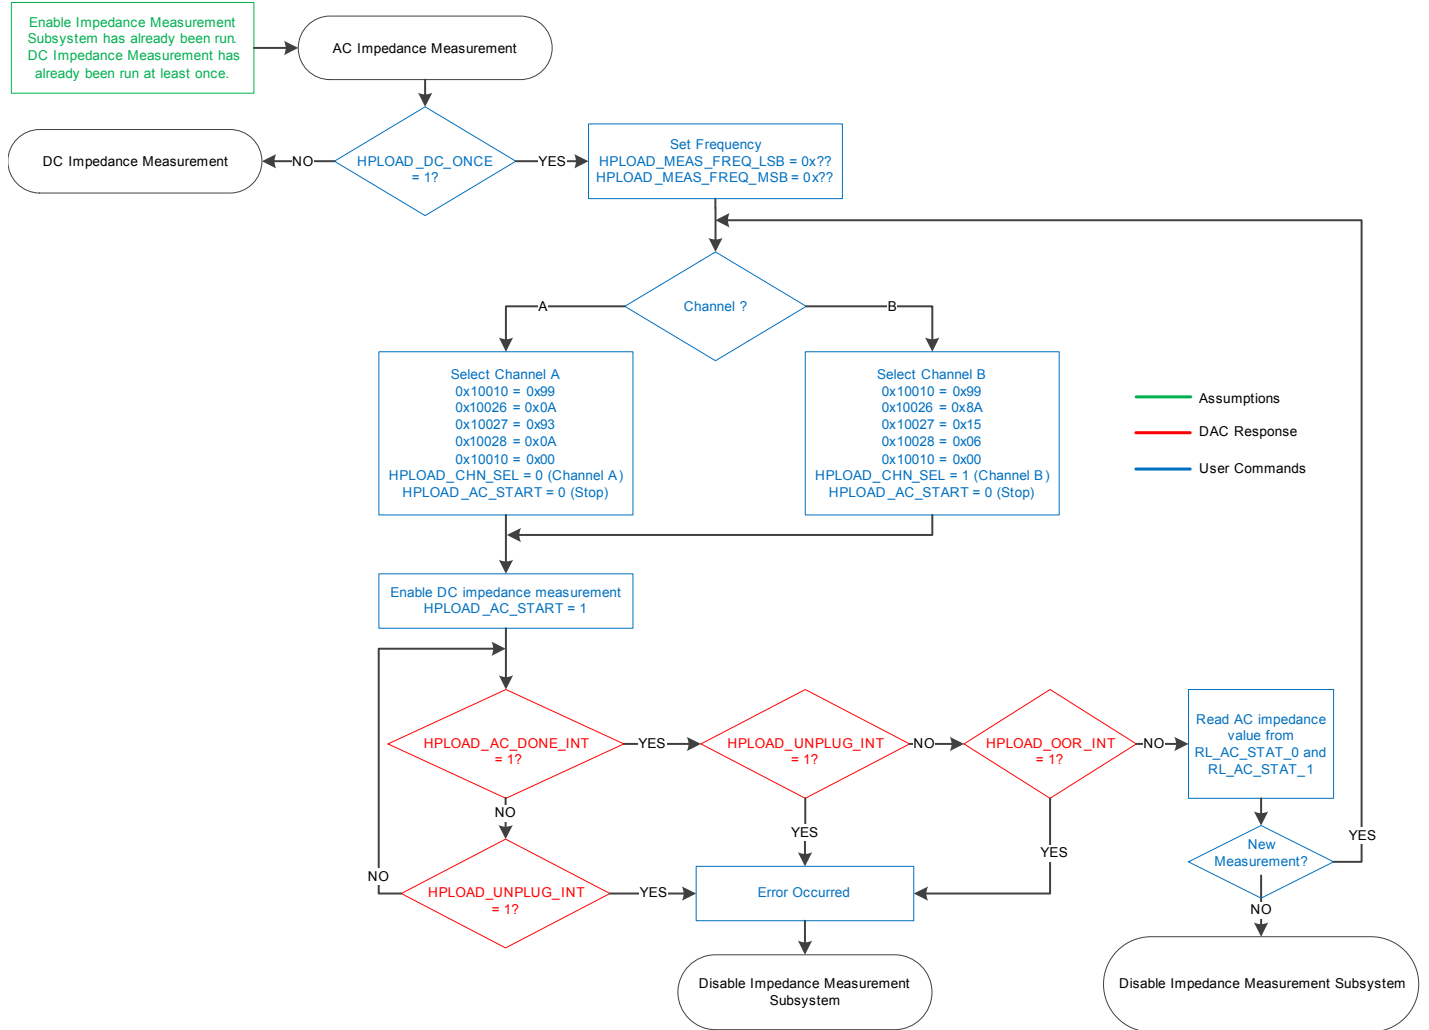 Enable Impedance Measurement
Subsystem has already been run.
DC Impedance Measurement has
already been run at least once.
AC Impedance Measurement
DC Impedance Measurement
NO
HPLOAD_DC_ONCE
= 1?
YES
Set Frequency
HPLOAD_MEAS_FREQ_LSB = 0x??
HPLOAD_MEAS_FREQ_MSB = 0x??
Channel ?
A
B
Select Channel A
0x10010 = 0x99
0x10026 = 0x0A
0x10027 = 0x93
0x10028 = 0x0A
0x10010 = 0x00
HPLOAD_CHN_SEL = 0 (Channel A)
HPLOAD_AC_START = 0 (Stop)
Select Channel B
0x10010 = 0x99
0x10026 = 0x8A
0x10027 = 0x15
0x10028 = 0x06
0x10010 = 0x00
HPLOAD_CHN_SEL = 1 (Channel B)
HPLOAD_AC_START = 0 (Stop)
Assumptions
DAC Response
User Commands
Enable DC impedance measurement
HPLOAD_AC_START = 1
HPLOAD_AC_DONE_INT
= 1?
YES
HPLOAD_UNPLUG_INT
= 1?
NO
HPLOAD_OOR_INT
= 1?
NO
Read AC impedance
value from
RL_AC_STAT_0 and
RL_AC_STAT_1
NO
YES
YES
New
Measurement?
YES
NO
HPLOAD_UNPLUG_INT
= 1?
YES
Error Occurred
NO
Disable Impedance Measurement
Subsystem
Disable Impedance Measurement Subsystem